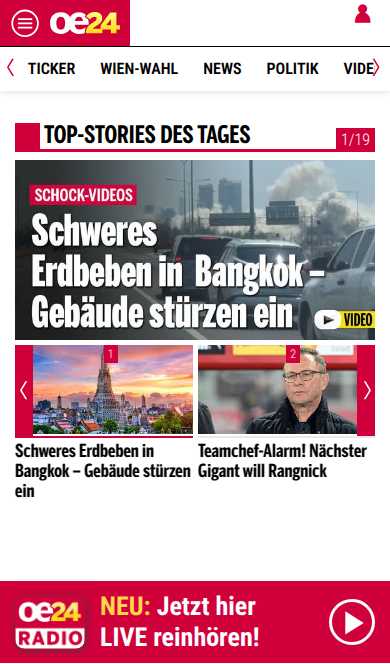 oe24
TICKER WIEN-WAHL NEWS POLITIK VIDE
TOP-STORIES DES TAGES
1/19
SCHOCK-VIDEOS
Schweres
Erdbeben in Bangkok –
Gebäude stürzen ein
VIDEO
1
2
Schweres Erdbeben in
Bangkok – Gebäude stürzen
ein
Teamchef-Alarm! Nächster
Gigant will Rangnick
oe24
RADIO
NEU: Jetzt hier
LIVE reinhören!